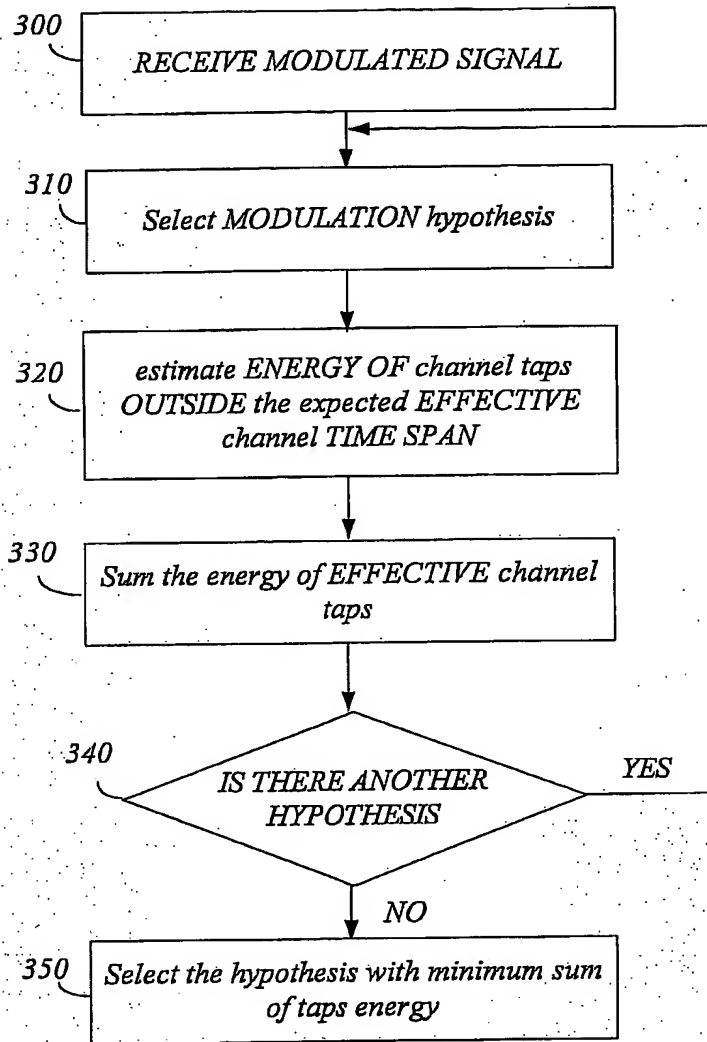 300
RECEIVE MODULATED SIGNAL
310
Select MODULATION hypothesis
320
estimate ENERGY OF channel taps
OUTSIDE the expected EFFECTIVE
channel TIME SPAN
330
Sum the energy of EFFECTIVE channel
taps
340
IS THERE ANOTHER
HYPOTHESIS
YES
NO
350
Select the hypothesis with minimum sum
of taps energy